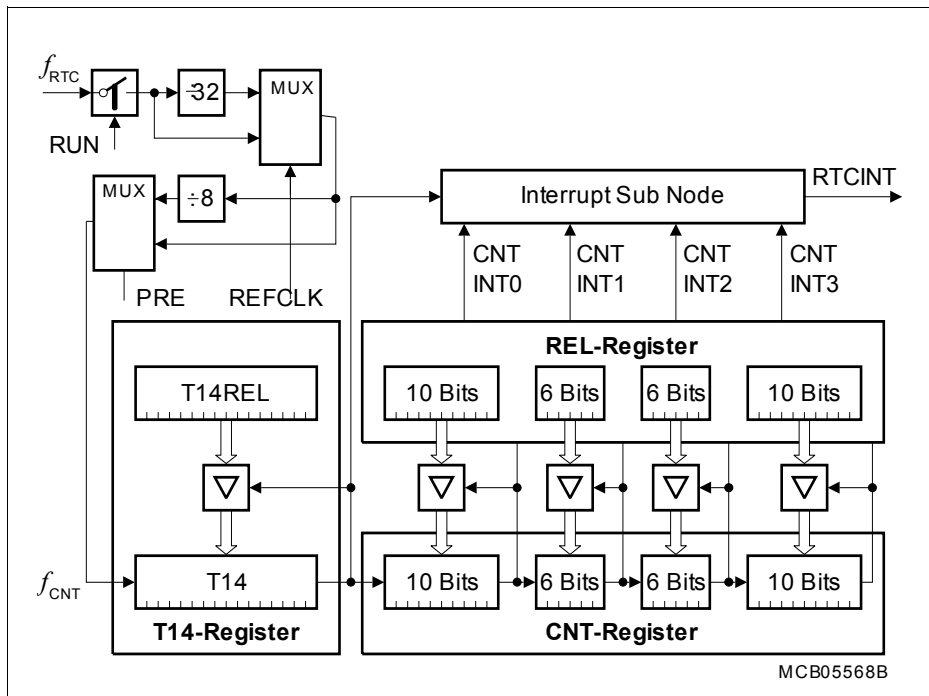 fRTC
÷32
MUX
RUN
MUX
÷8
Interrupt Sub Node
RTCINT
CNT INT0
CNT INT1
CNT INT2
CNT INT3
PRE
REFCLK
REL-Register
T14REL
10 Bits
6 Bits
6 Bits
10 Bits
fCNT
T14
10 Bits
6 Bits
6 Bits
10 Bits
T14-Register
CNT-Register
MCB05568B